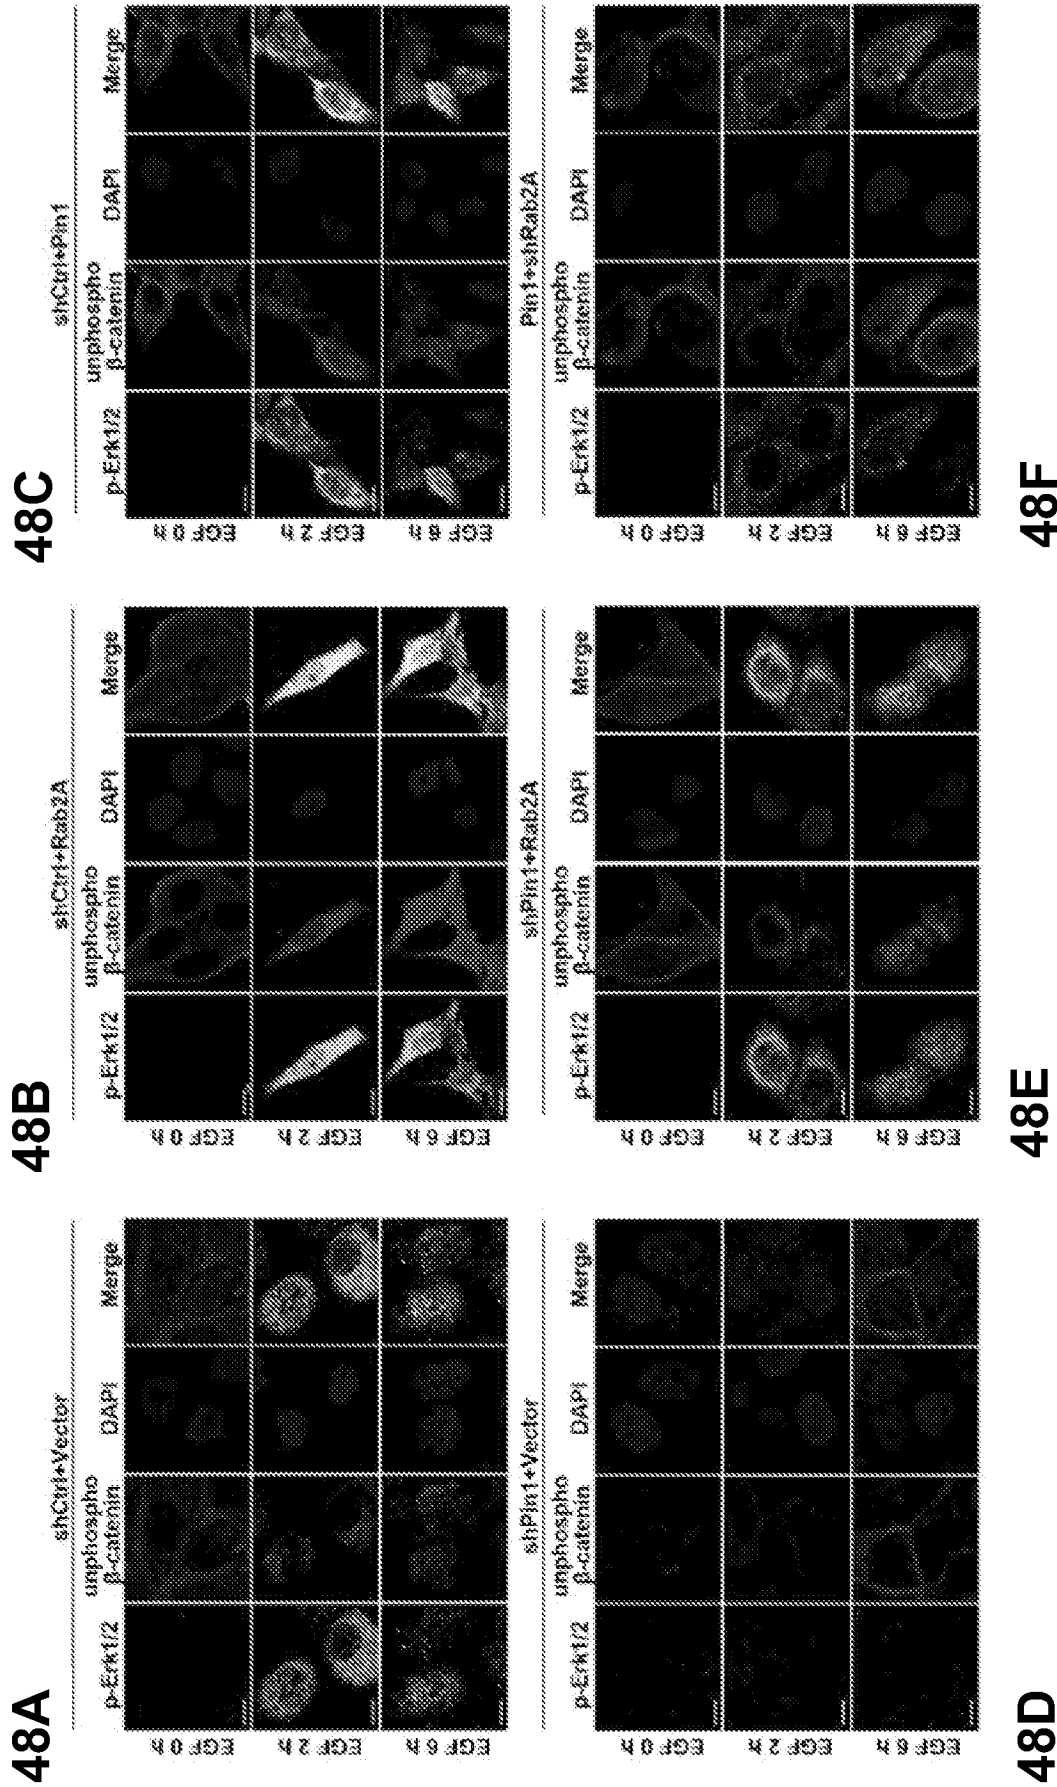 48A
shCtrl+Vector
p-Erk1/2 unphospho β-catenin DAPI Merge
EGF 0 h
EGF 2 h
EGF 6 h
48B
shCtrl+Rab2A
p-Erk1/2 unphospho β-catenin DAPI Merge
EGF 0 h
EGF 2 h
EGF 6 h
48C
shCtrl+Pin1
p-Erk1/2 unphospho β-catenin DAPI Merge
EGF 0 h
EGF 2 h
EGF 6 h
48D
shPin1+Vector
p-Erk1/2 unphospho β-catenin DAPI Merge
EGF 0 h
EGF 2 h
EGF 6 h
48E
shPin1+Rab2A
p-Erk1/2 unphospho β-catenin DAPI Merge
EGF 0 h
EGF 2 h
EGF 6 h
48F
Pin1+shRab2A
p-Erk1/2 unphospho β-catenin DAPI Merge
EGF 0 h
EGF 2 h
EGF 6 h